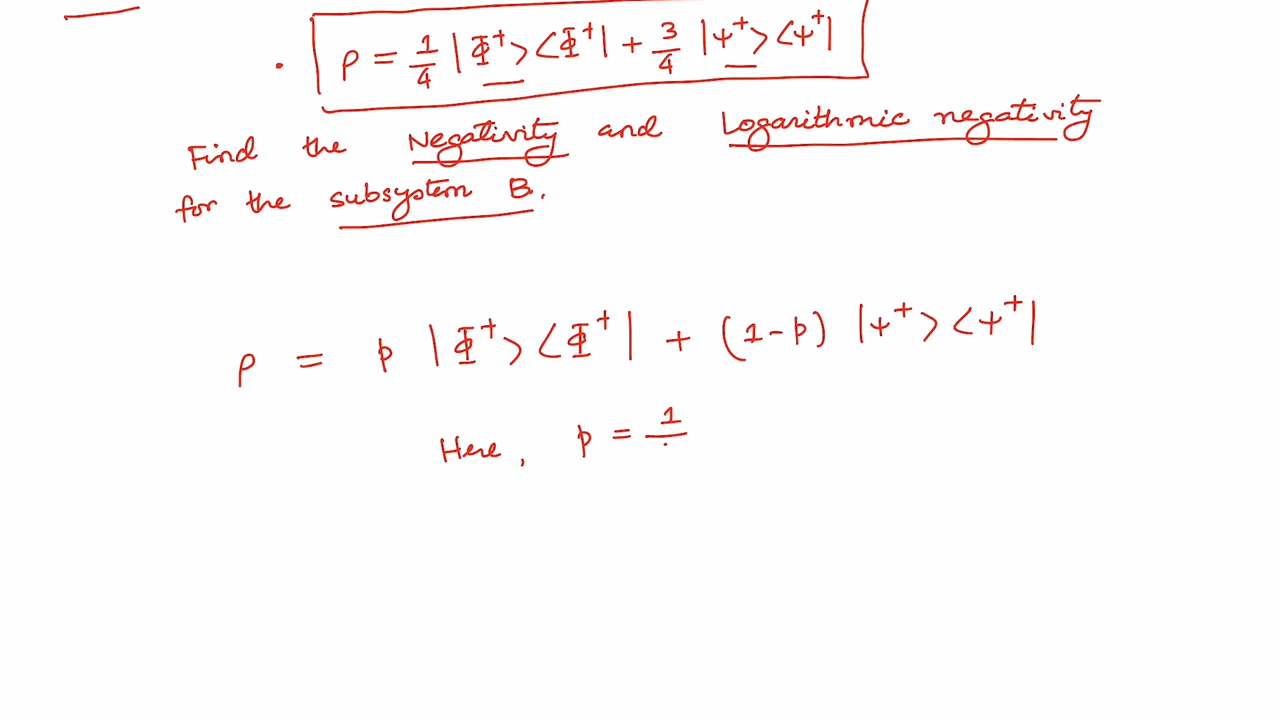 . ρ = 1/4 |Φ⁺⟩⟨Φ⁺| + 3/4 |ψ⁺⟩⟨ψ⁺|
Find the Negativity and Logarithmic negativity
for the subsystem B.
ρ = p |Φ⁺⟩⟨Φ⁺| + (1-p) |ψ⁺⟩⟨ψ⁺|
Here, p = 1/